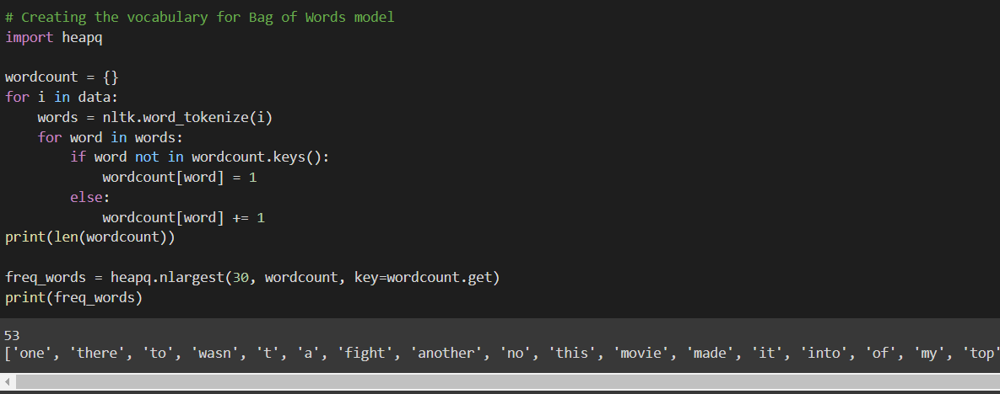 # Creating the vocabulary for Bag of Words model
import heapq
wordcount = {}
for i in data:
    words = nltk.word_tokenize(i)
    for word in words:
        if word not in wordcount.keys():
            wordcount[word] = 1
        else:
            wordcount[word] += 1
print(len(wordcount))
freq_words = heapq.nlargest(30, wordcount, key=wordcount.get)
print(freq_words)
53
['one', 'there', 'to', 'wasn', 't', 'a', 'fight', 'another', 'no', 'this', 'movie', 'made', 'it', 'into', 'of', 'my', 'top'